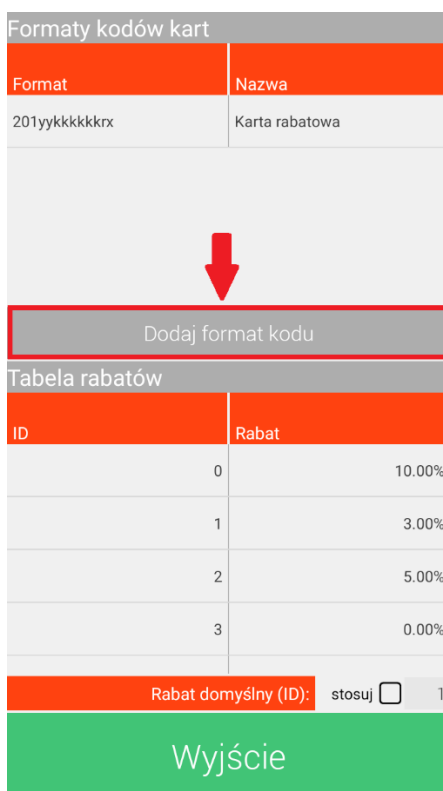 Formaty kodów kart
Format Nazwa
201yykkkkkkrx Karta rabatowa
Dodaj format kodu
Tabela rabatów
ID Rabat
0 10.00%
1 3.00%
2 5.00%
3 0.00%
Rabat domyślny (ID): stosuj 1
Wyjście